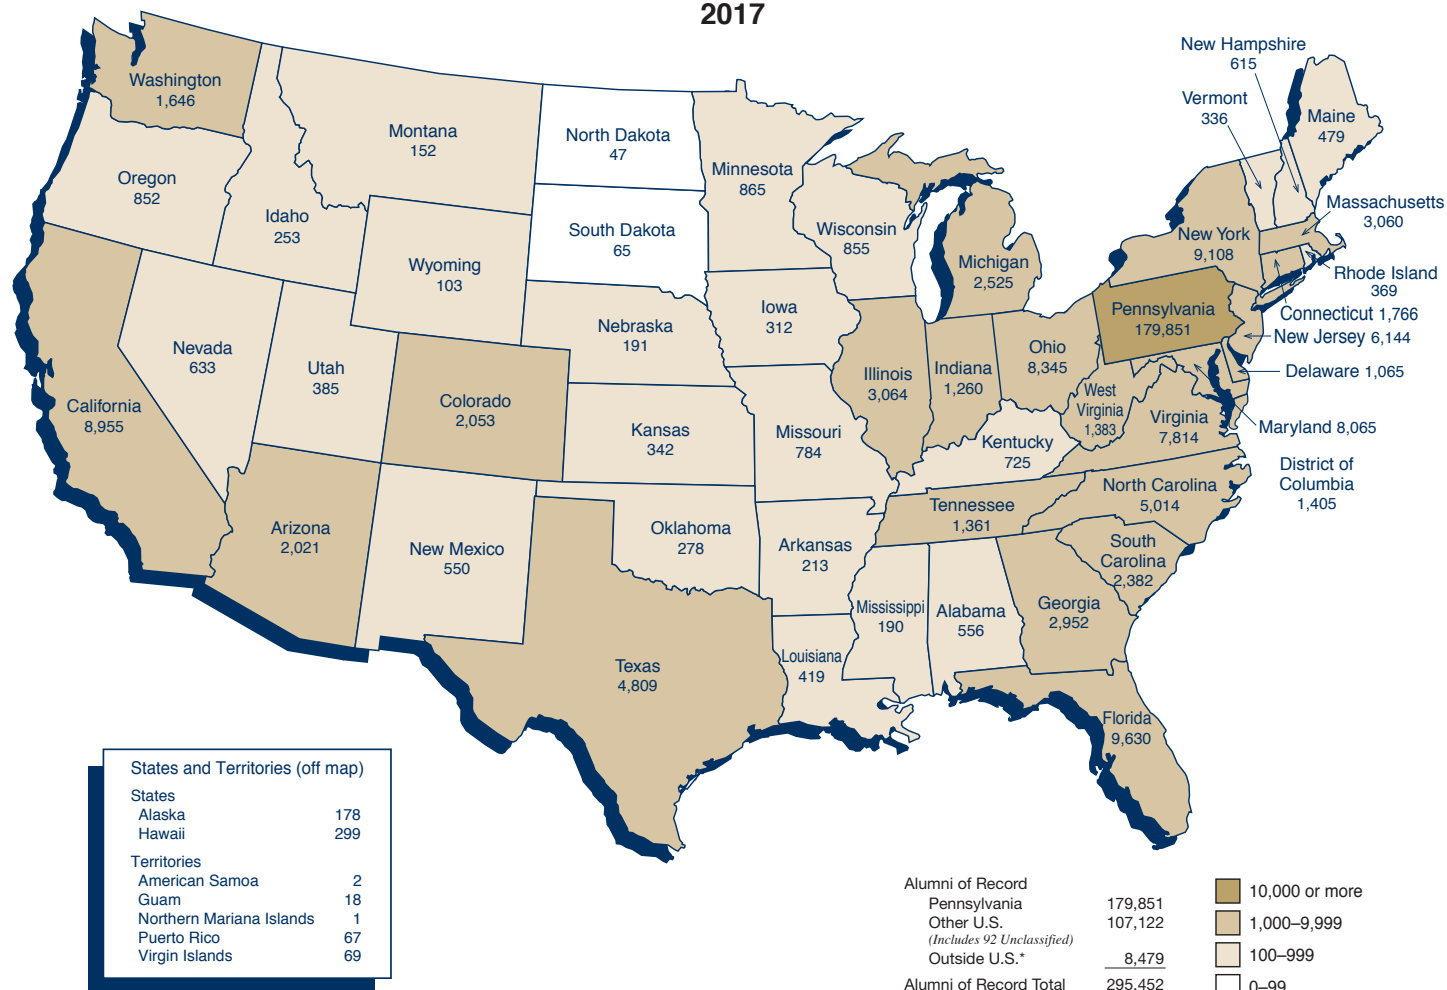 2017
Washington
1,646
Oregon
852
Idaho
253
Montana
152
Wyoming
103
North Dakota
47
South Dakota
65
Nebraska
191
Minnesota
865
Iowa
312
Wisconsin
855
Michigan
2,525
New Hampshire
615
Vermont
336
Maine
479
Massachusetts
3,060
New York
9,108
Rhode Island
369
Connecticut 1,766
Pennsylvania
179,851
New Jersey 6,144
Delaware 1,065
Maryland 8,065
District of
Columbia
1,405
California
8,955
Nevada
633
Utah
385
Colorado
2,053
Kansas
342
Missouri
784
Illinois
3,064
Indiana
1,260
Ohio
8,345
West
Virginia
1,383
Virginia
7,814
Kentucky
725
North Carolina
5,014
Tennessee
1,361
South
Carolina
2,382
Arizona
2,021
New Mexico
550
Oklahoma
278
Arkansas
213
Texas
4,809
Louisiana
419
Mississippi
190
Alabama
556
Georgia
2,952
Florida
9,630
States and Territories (off map)
States
Alaska 178
Hawaii 299
Territories
American Samoa 2
Guam 18
Northern Mariana Islands 1
Puerto Rico 67
Virgin Islands 69
Alumni of Record
Pennsylvania 179,851
Other U.S. 107,122
(Includes 92 Unclassified)
Outside U.S.* 8,479
Alumni of Record Total 295,452
10,000 or more
1,000–9,999
100–999
0–99